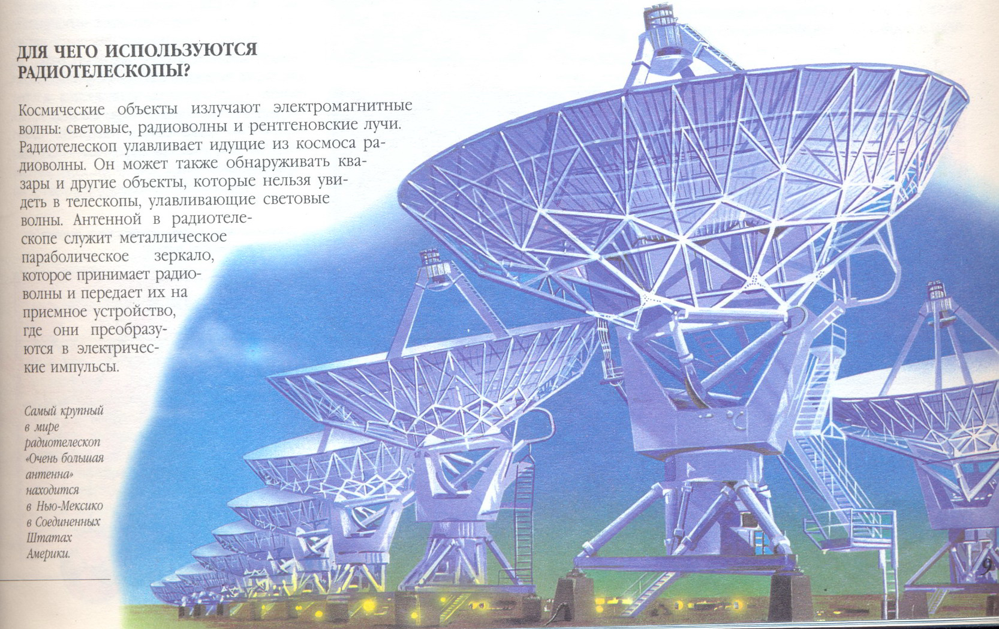 ДЛЯ ЧЕГО ИСПОЛЬЗУЮТСЯ
РАДИОТЕЛЕСКОПЫ?
Космические объекты излучают электромагнитные
волны: световые, радиоволны и рентгеновские лучи.
Радиотелескоп улавливает идущие из космоса ра-
диоволны. Он может также обнаруживать ква-
зары и другие объекты, которые нельзя уви-
деть в телескопы, улавливающие световые
волны. Антенной в радиотеле-
скопе служит металлическое
параболическое зеркало,
которое принимает радио-
волны и передает их на
приемное устройство,
где они преобразу-
ются в электричес-
кие импульсы.
Самый крупный
в мире
радиотелескоп
«Очень большая
антенна»
находится
в Нью-Мексико
в Соединенных
Штатах
Америки.
9